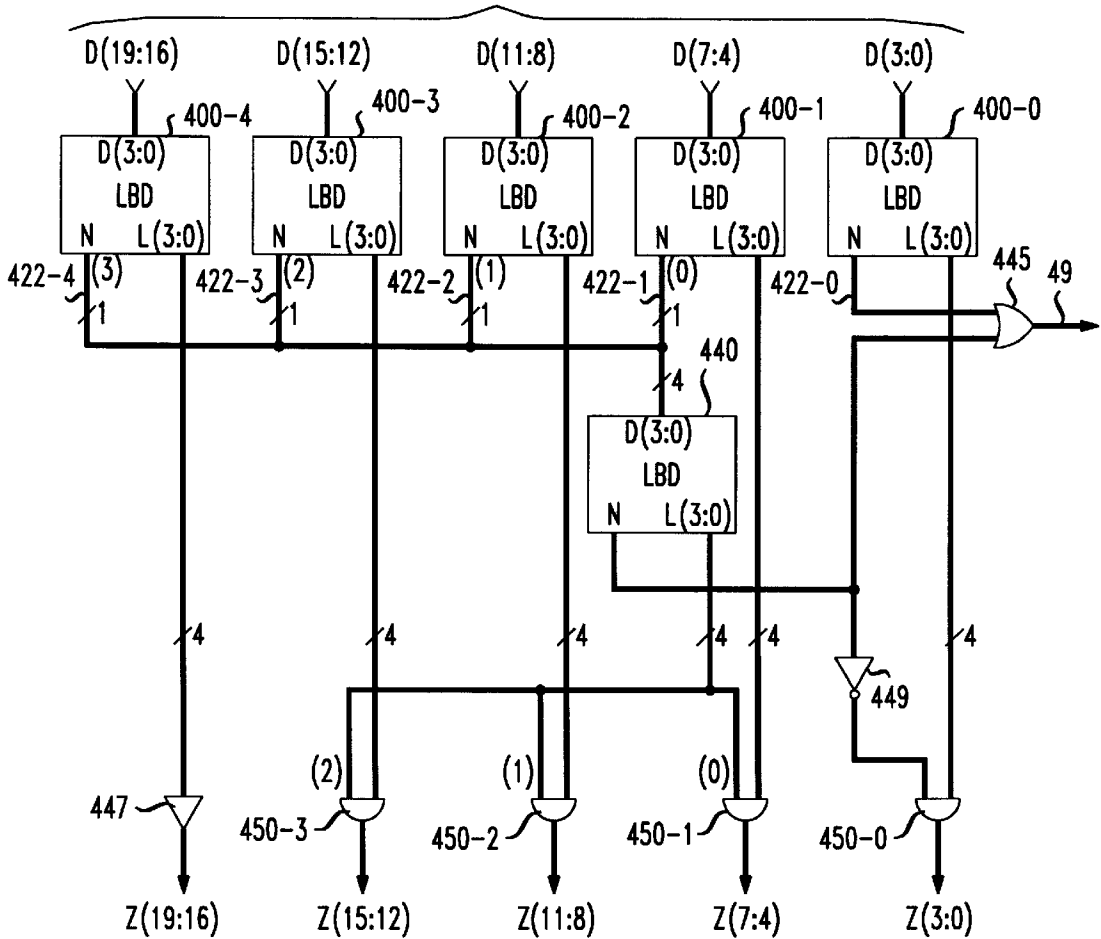 D(19:16) D(15:12) D(11:8) D(7:4) D(3:0)
400-4 400-3 400-2 400-1 400-0
D(3:0) D(3:0) D(3:0) D(3:0) D(3:0)
LBD LBD LBD LBD LBD
N L(3:0) N L(3:0) N L(3:0) N L(3:0) N L(3:0)
422-4 (3) 422-3 (2) 422-2 (1) 422-1 (0) 422-0 445 49
1 1 1 1
4 440
D(3:0)
LBD
N L(3:0)
4 4 4 4 4 4
449
(2) (1) (0)
447 450-3 450-2 450-1 450-0
Z(19:16) Z(15:12) Z(11:8) Z(7:4) Z(3:0)